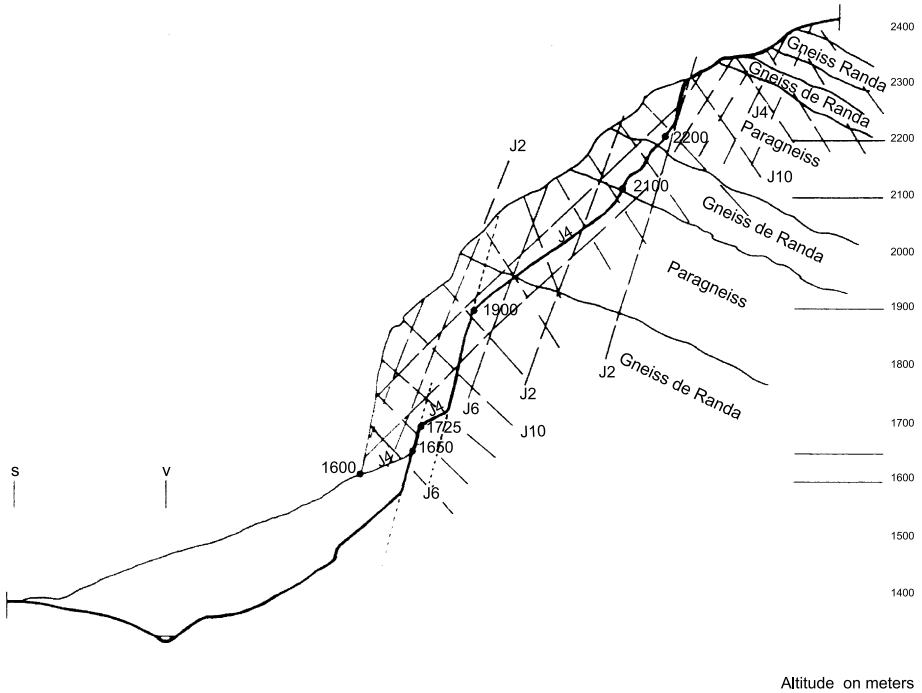 2400
Gneiss Randa
2300
Gneiss de Randa
J4
Paragneiss
2200
2200
J2
J10
2100
2100
Gneiss de Randa
J4
2000
Paragneiss
1900
1900
Gneiss de Randa
1800
J2
J2
J6
J4
J10
1725
1700
1650
J4
1600
s
v
1600
J6
1500
1400
Altitude on meters